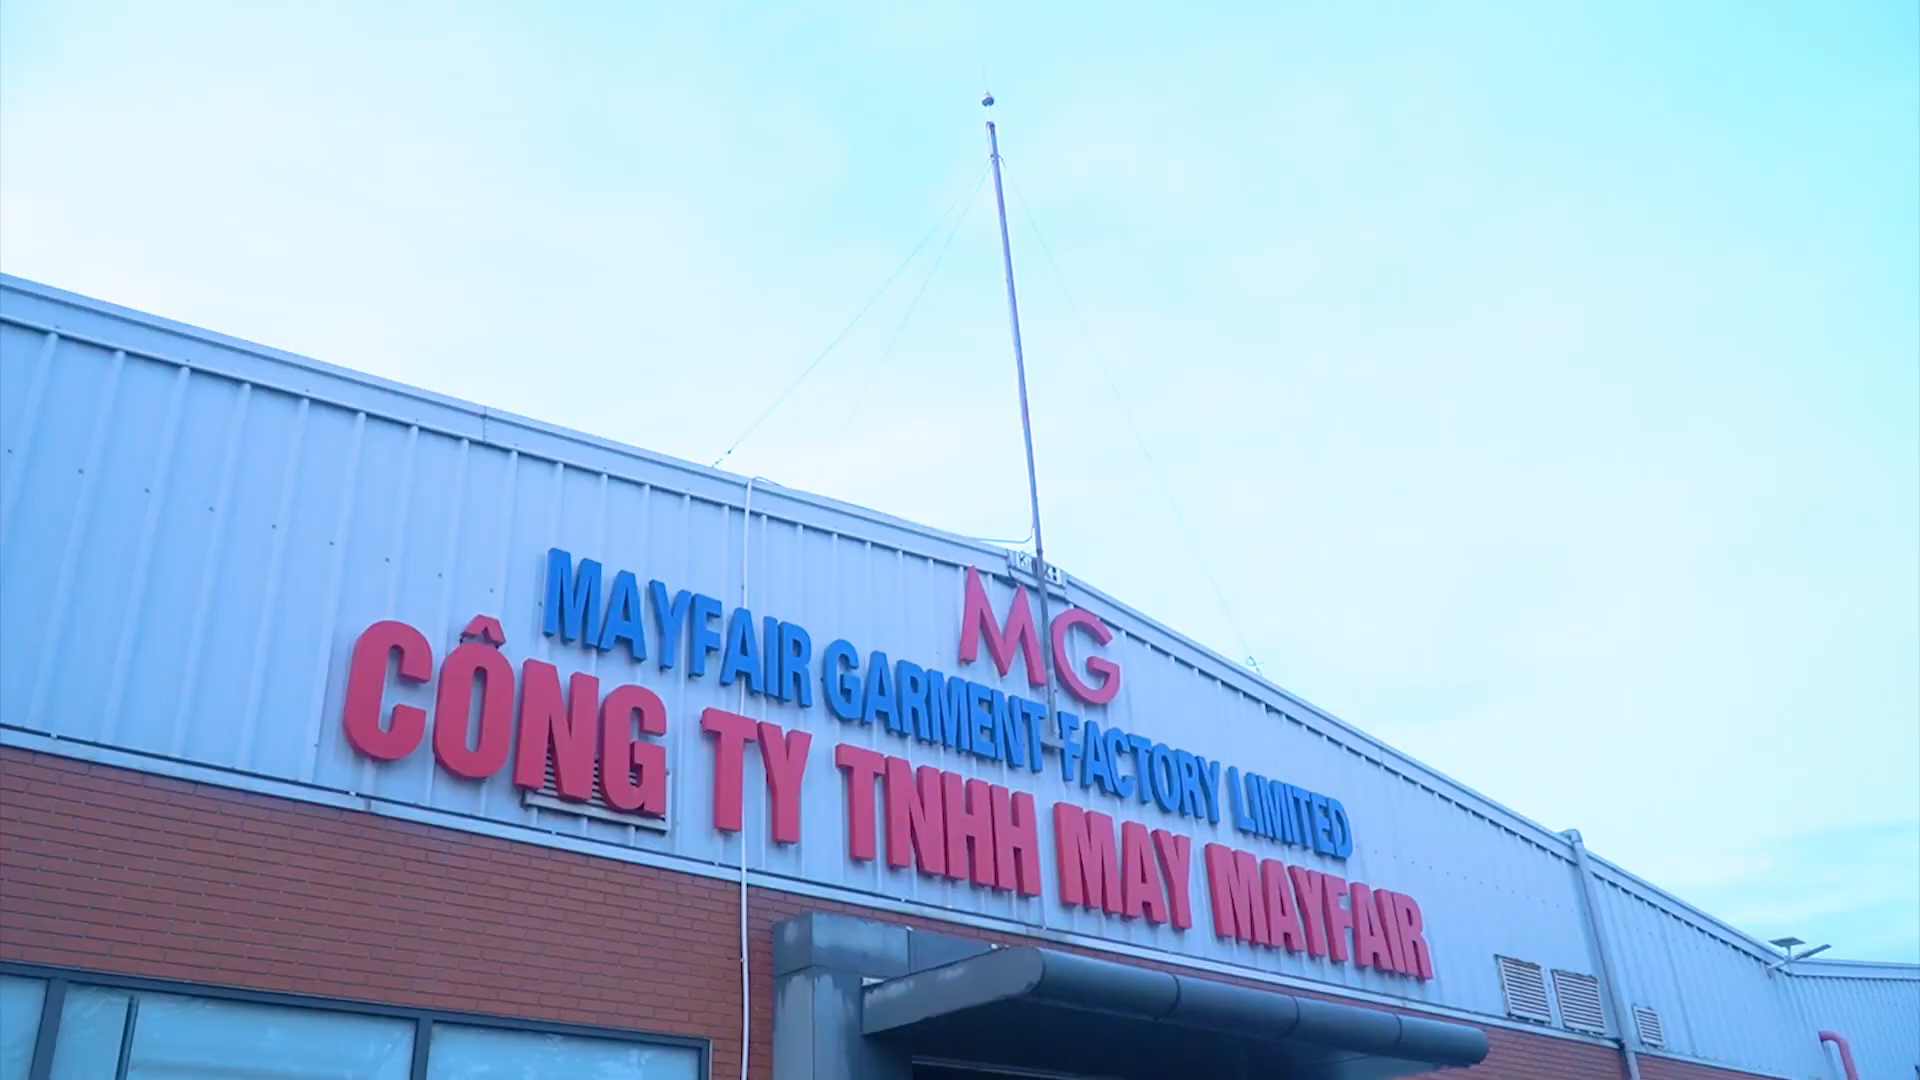 MG
MAYFAIR GARMENT FACTORY LIMITED
CÔNG TY TNHH MAY MAYFAIR